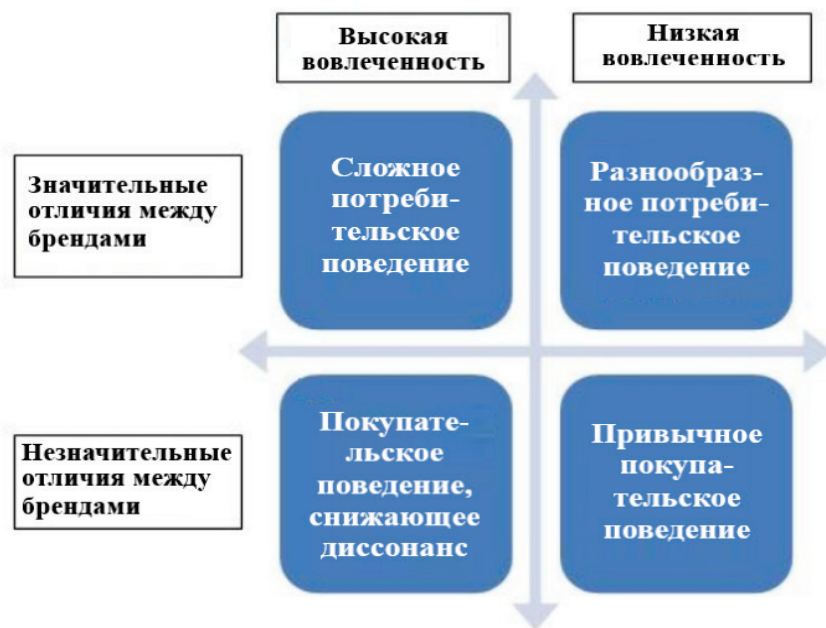 Высокая
вовлеченность
Низкая
вовлеченность
Значительные
отличия между
брендами
Сложное
потреби-
тельское
поведение
Разнообраз-
ное потреби-
тельское
поведение
Незначительные
отличия между
брендами
Покупате-
льское
поведение,
снижающее
диссонанс
Привычное
покупа-
тельское
поведение